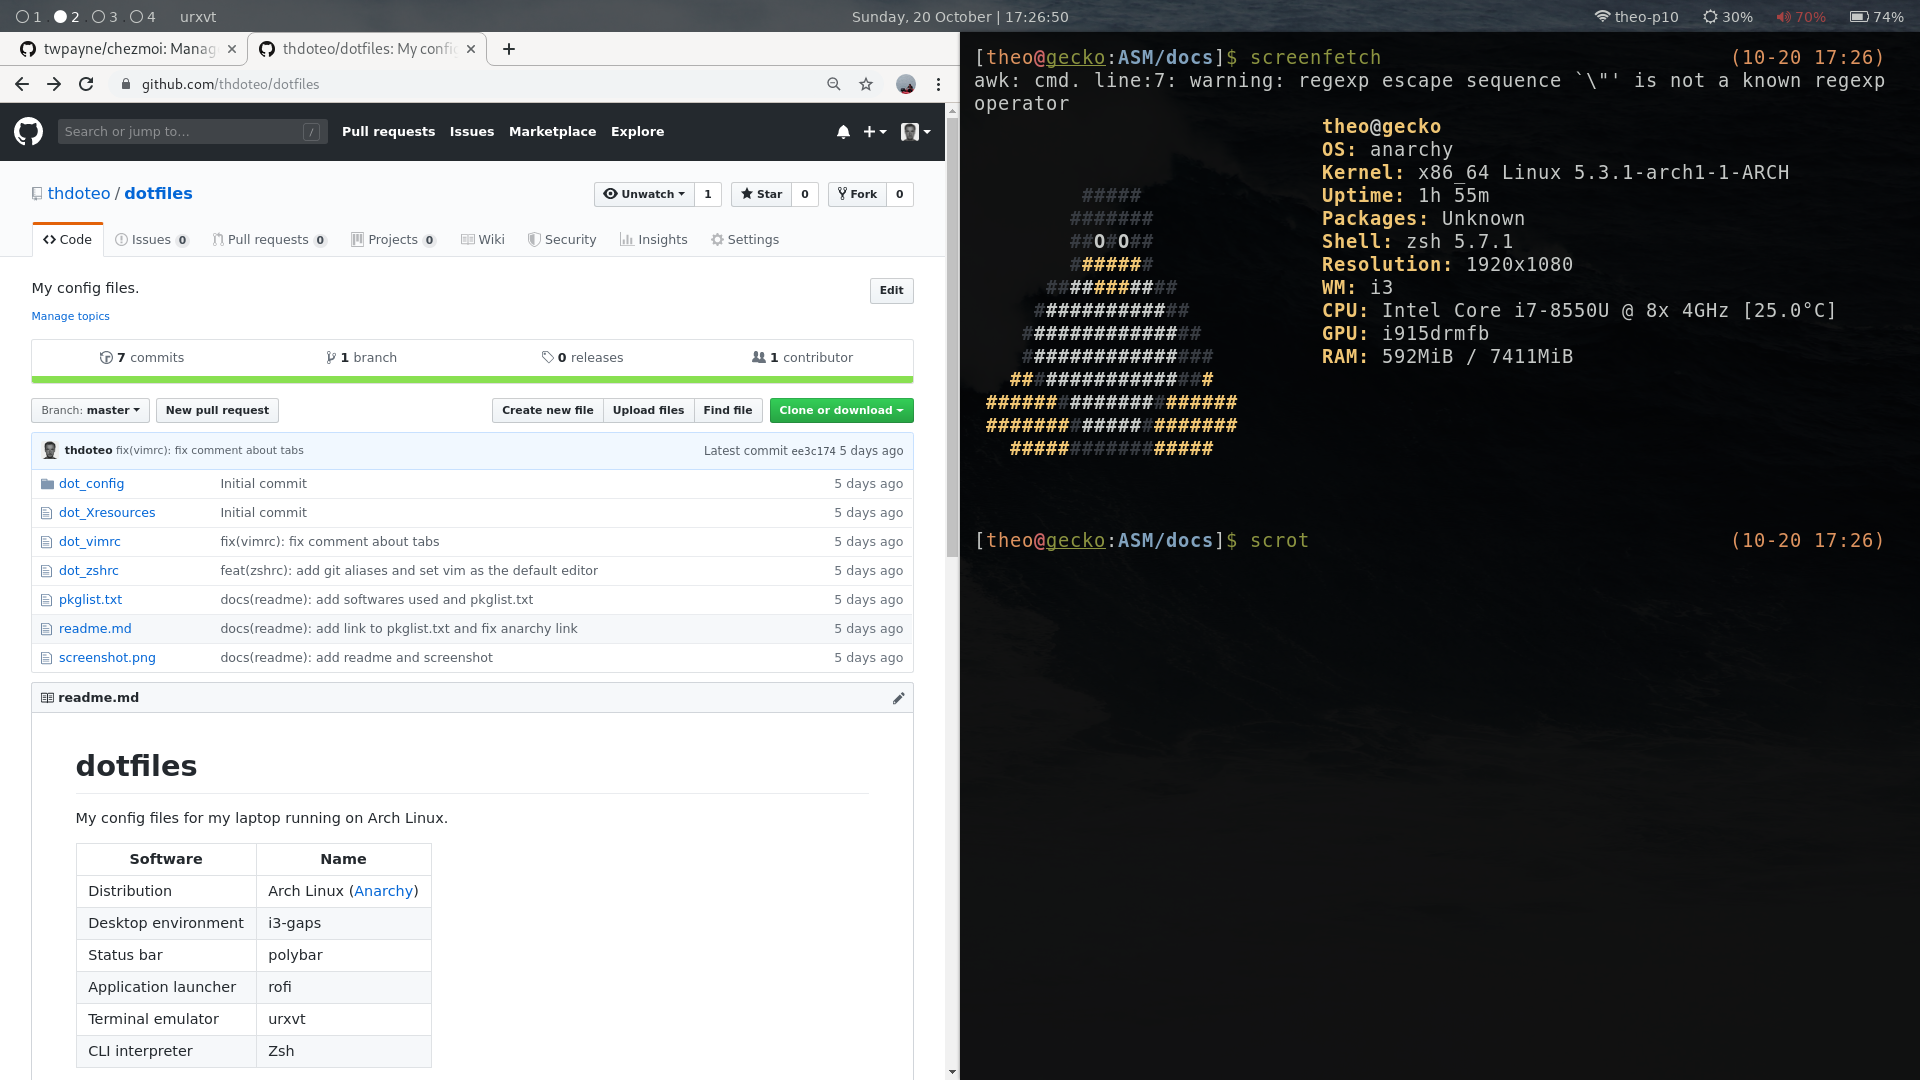 1 . 2 . 3 . 4 urxvt
Sunday, 20 October | 17:26:50
theo-p10 30% 70% 74%
twpayne/chezmoi: Manag
thdoteo/dotfiles: My config
github.com/thdoteo/dotfiles
Search or jump to... /
Pull requests Issues Marketplace Explore
thdoteo / dotfiles
Unwatch 1 Star 0 Fork 0
Code Issues 0 Pull requests 0 Projects 0 Wiki Security Insights Settings
My config files.
Edit
Manage topics
7 commits 1 branch 0 releases 1 contributor
Branch: master New pull request Create new file Upload files Find file Clone or download
thdoteo fix(vimrc): fix comment about tabs Latest commit ee3c174 5 days ago
dot_config Initial commit 5 days ago
dot_Xresources Initial commit 5 days ago
dot_vimrc fix(vimrc): fix comment about tabs 5 days ago
dot_zshrc feat(zshrc): add git aliases and set vim as the default editor 5 days ago
pkglist.txt docs(readme): add softwares used and pkglist.txt 5 days ago
readme.md docs(readme): add link to pkglist.txt and fix anarchy link 5 days ago
screenshot.png docs(readme): add readme and screenshot 5 days ago
readme.md
dotfiles
My config files for my laptop running on Arch Linux.
Software Name
Distribution Arch Linux (Anarchy)
Desktop environment i3-gaps
Status bar polybar
Application launcher rofi
Terminal emulator urxvt
CLI interpreter Zsh
[theo@gecko:ASM/docs]$ screenfetch (10-20 17:26)
awk: cmd. line:7: warning: regexp escape sequence `\"' is not a known regexp
operator
theo@gecko
OS: anarchy
Kernel: x86_64 Linux 5.3.1-arch1-1-ARCH
##### Uptime: 1h 55m
####### Packages: Unknown
##O#O## Shell: zsh 5.7.1
####### Resolution: 1920x1080
########### WM: i3
############# CPU: Intel Core i7-8550U @ 8x 4GHz [25.0°C]
############### GPU: i915drmfb
################ RAM: 592MiB / 7411MiB
#################
#####################
#####################
#################
[theo@gecko:ASM/docs]$ scrot (10-20 17:26)